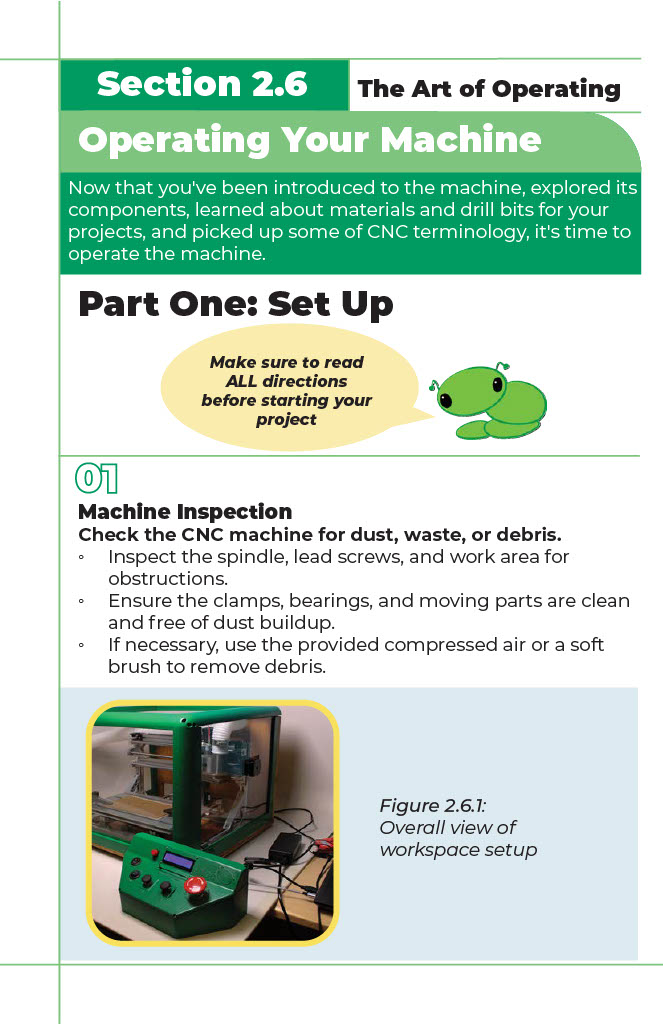 Section 2.6
The Art of Operating
Operating Your Machine
Now that you've been introduced to the machine, explored its
components, learned about materials and drill bits for your
projects, and picked up some of CNC terminology, it's time to
operate the machine.
Part One: Set Up
Make sure to read
ALL directions
before starting your
project
01
Machine Inspection
Check the CNC machine for dust, waste, or debris.
◦ Inspect the spindle, lead screws, and work area for
obstructions.
◦ Ensure the clamps, bearings, and moving parts are clean
and free of dust buildup.
◦ If necessary, use the provided compressed air or a soft
brush to remove debris.
Figure 2.6.1:
Overall view of
workspace setup